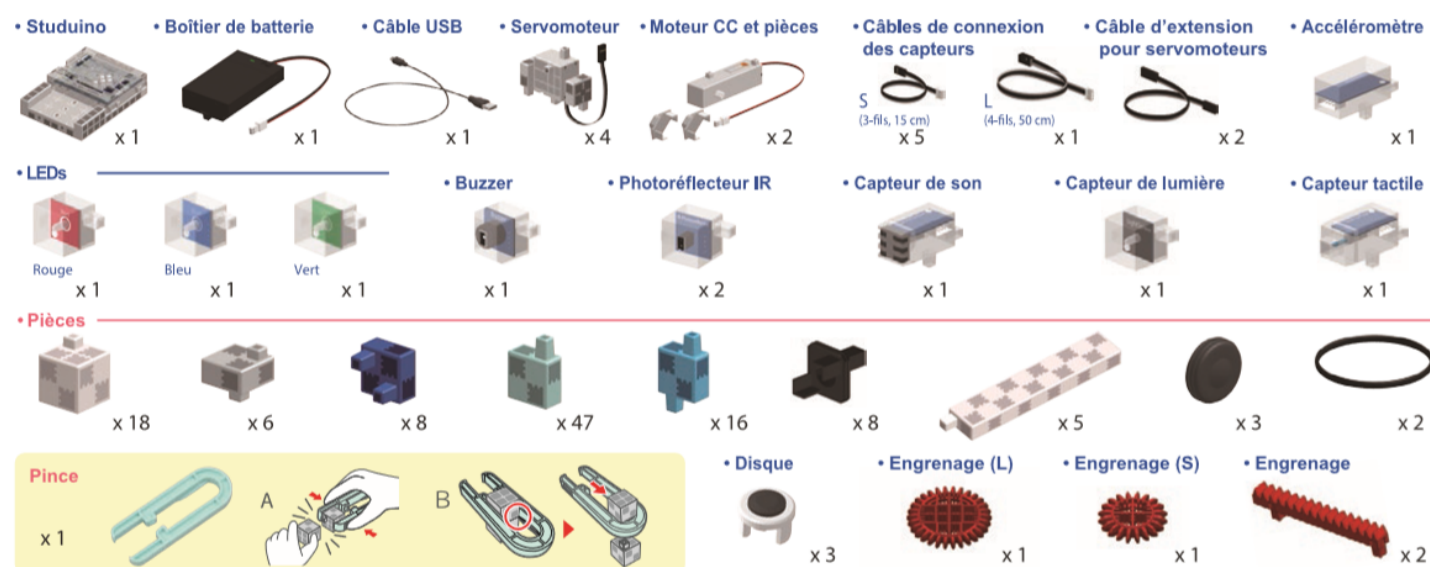 • Studuino
• Boîtier de batterie
• Câble USB
• Servomoteur
• Moteur CC et pièces
• Câbles de connexion
des capteurs
• Câble d'extension
pour servomoteurs
• Accéléromètre
S
(3-fils, 15 cm)
L
(4-fils, 50 cm)
x 1
x 1
x 1
x 4
x 2
x 5
x 1
x 2
x 1
• LEDs
• Buzzer
• Photoréflecteur IR
• Capteur de son
• Capteur de lumière
• Capteur tactile
Rouge
Bleu
Vert
x 1
x 1
x 1
x 1
x 2
x 1
x 1
x 1
• Pièces
x 18
x 6
x 8
x 47
x 16
x 8
x 5
x 3
x 2
Pince
x 1
A
B
• Disque
• Engrenage (L)
• Engrenage (S)
• Engrenage
x 3
x 1
x 1
x 2